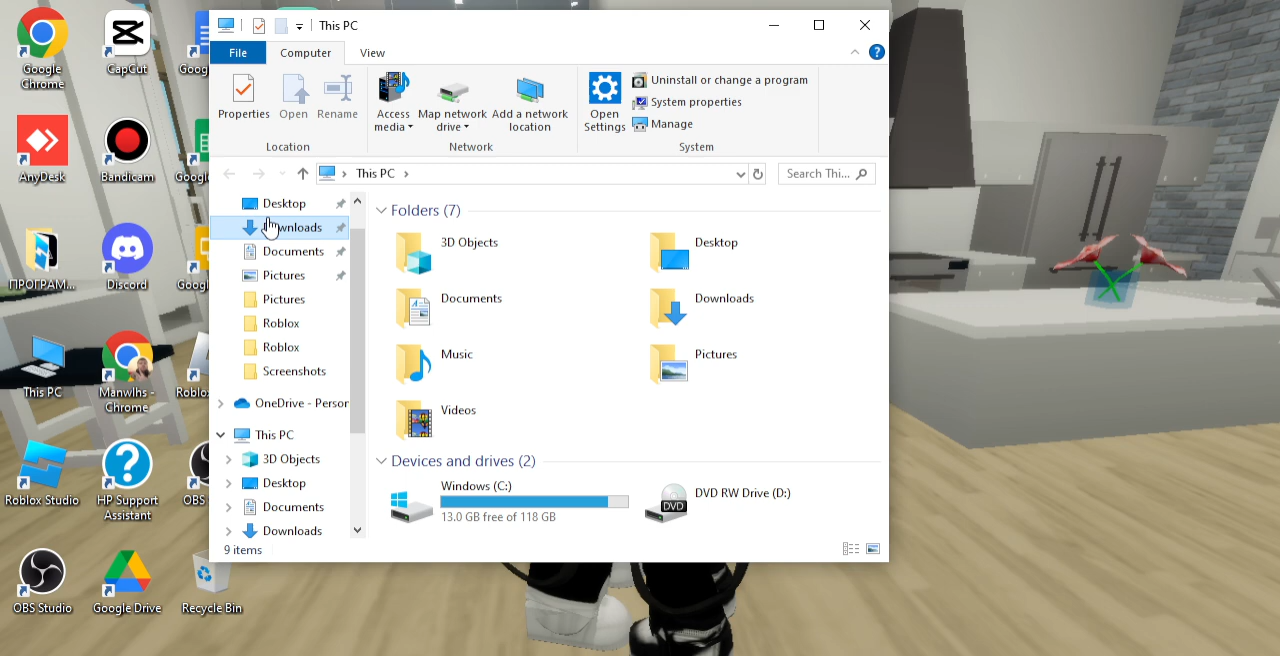 Google
Chrome
CapCut
Goog
AnyDesk
Bandicam
Google
ПРОГРАМ...
Discord
Google
This PC
Manwlhs -
Chrome
Roblox
Roblox Studio
HP Support
Assistant
OBS
OBS Studio
Google Drive
Recycle Bin
This PC
File
Computer
View
Properties
Open
Rename
Location
Access
media
Map network
drive
Add a network
location
Network
Open
Settings
Uninstall or change a program
System properties
Manage
System
This PC
Search Thi...
Desktop
Downloads
Documents
Pictures
Pictures
Roblox
Roblox
Screenshots
OneDrive - Person
This PC
3D Objects
Desktop
Documents
Downloads
Folders (7)
3D Objects
Desktop
Documents
Downloads
Music
Pictures
Videos
Devices and drives (2)
Windows (C:)
13.0 GB free of 118 GB
DVD
DVD RW Drive (D:)
9 items